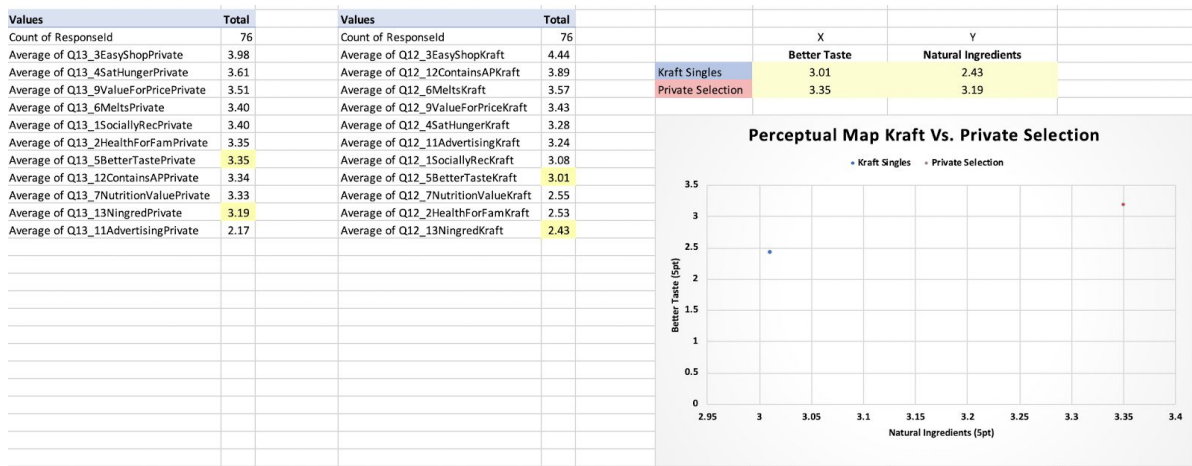 Values Total
Count of ResponseId 76
Average of Q13_3EasyShopPrivate 3.98
Average of Q13_4SatHungerPrivate 3.61
Average of Q13_9ValueForPricePrivate 3.51
Average of Q13_6MeltsPrivate 3.40
Average of Q13_1SociallyRecPrivate 3.40
Average of Q13_2HealthForFamPrivate 3.35
Average of Q13_5BetterTastePrivate 3.35
Average of Q13_12ContainsAPPrivate 3.34
Average of Q13_7NutritionValuePrivate 3.33
Average of Q13_13NingredPrivate 3.19
Average of Q13_11AdvertisingPrivate 2.17
Values Total
Count of ResponseId 76
Average of Q12_3EasyShopKraft 4.44
Average of Q12_12ContainsAPKraft 3.89
Average of Q12_6MeltsKraft 3.57
Average of Q12_9ValueForPriceKraft 3.43
Average of Q12_4SatHungerKraft 3.28
Average of Q12_11AdvertisingKraft 3.24
Average of Q12_1SociallyRecKraft 3.08
Average of Q12_5BetterTasteKraft 3.01
Average of Q12_7NutritionValueKraft 2.55
Average of Q12_2HealthForFamKraft 2.53
Average of Q12_13NingredKraft 2.43
X Y
Better Taste Natural Ingredients
Kraft Singles 3.01 2.43
Private Selection 3.35 3.19
Perceptual Map Kraft Vs. Private Selection
Kraft Singles Private Selection
Better Taste (5pt)
3.5
3
2.5
2
1.5
1
0.5
0
2.95 3 3.05 3.1 3.15 3.2 3.25 3.3 3.35 3.4
Natural Ingredients (5pt)